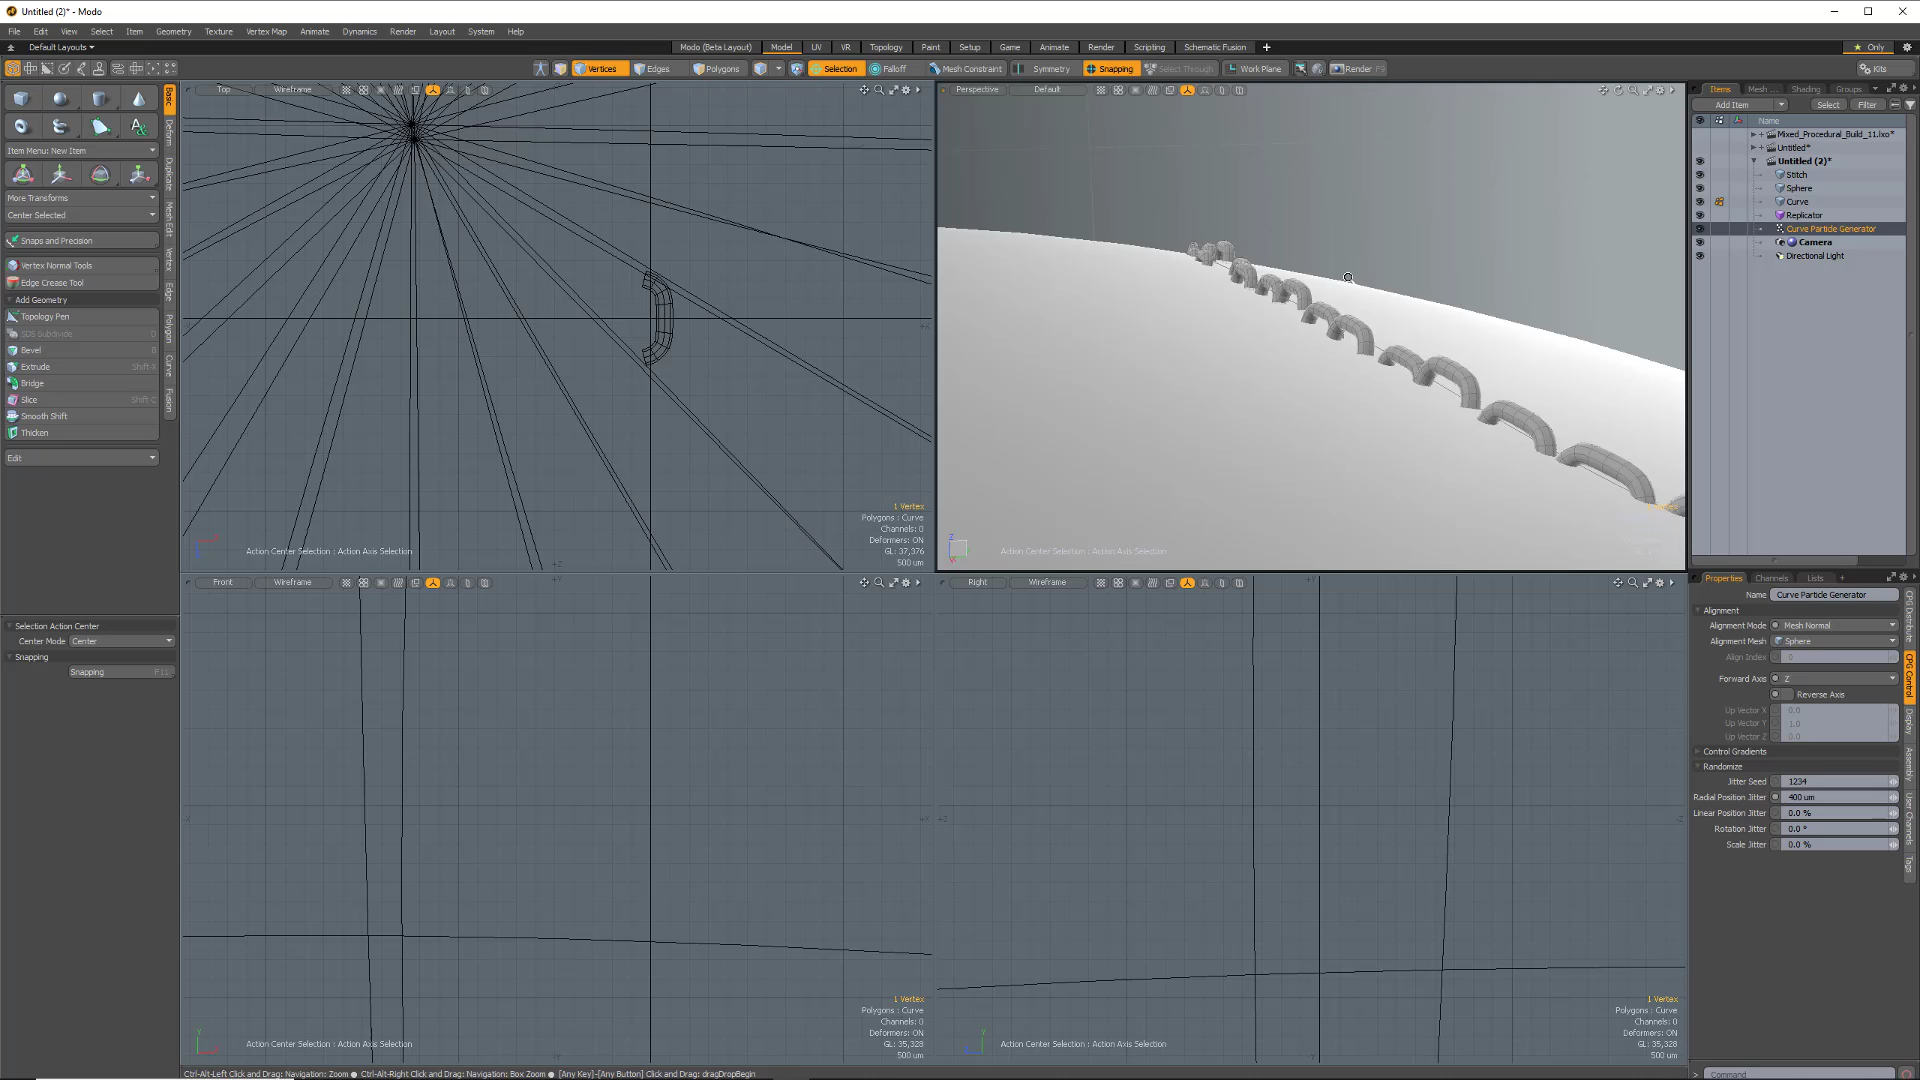 Untitled (2)* - Modo
File Edit View Select Item Geometry Texture Vertex Map Animate Dynamics Render Layout System Help
Default Layouts
Modo (Beta Layout) Model UV VR Topology Paint Setup Game Animate Render Scripting Schematic Fusion
Only
Vertices Edges Polygons Selection Falloff Mesh Constraint Symmetry Snapping Select Through Work Plane Render F9 Kits
Item Menu: New Item
More Transforms
Center Selected
Snaps and Precision
Vertex Normal Tools
Edge Crease Tool
Add Geometry
Topology Pen
SDS Subdivide D
Bevel B
Extrude Shift-X
Bridge
Slice Shift-C
Smooth Shift
Thicken
Edit
Basic
Deform
Duplicate
Mesh Edit
Vertex
Edge
Polygon
Curve
Fusion
Selection Action Center
Center Mode Center
Snapping
Snapping F11
Top Wireframe
+X
1 Vertex
Polygons : Curve
Channels: 0
Deformers: ON
GL: 37,376
500 um
Action Center Selection : Action Axis Selection
+Z
Perspective Default
Action Center Selection : Action Axis Selection
Front Wireframe
+Y
-X
+X
1 Vertex
Polygons : Curve
Channels: 0
Deformers: ON
GL: 35,328
500 um
Action Center Selection : Action Axis Selection
-Y
Right Wireframe
+Y
+Z
-Z
1 Vertex
Polygons : Curve
Channels: 0
Deformers: ON
GL: 35,328
500 um
Action Center Selection : Action Axis Selection
-Y
Ctrl-Alt-Left Click and Drag: Navigation: Zoom ● Ctrl-Alt-Right Click and Drag: Navigation: Box Zoom ● [Any Key]-[Any Button] Click and Drag: dragDropBegin
Items Mesh ... Shading Groups
Add Item Select Filter
Name
Mixed_Procedural_Build_11.lxo*
Untitled*
Untitled (2)*
Stitch
Sphere
Curve
Replicator
Curve Particle Generator
Camera
Directional Light
Properties Channels Lists +
Name Curve Particle Generator
Alignment
Alignment Mode Mesh Normal
Alignment Mesh Sphere
Align Index 0
Forward Axis Z
Reverse Axis
Up Vector X 0.0
Up Vector Y 1.0
Up Vector Z 0.0
Control Gradients
Randomize
Jitter Seed 1234
Radial Position Jitter 400 um
Linear Position Jitter 0.0 %
Rotation Jitter 0.0 °
Scale Jitter 0.0 %
CPG Distribute
CPG Control
Display
Assembly
User Channels
Tags
Command